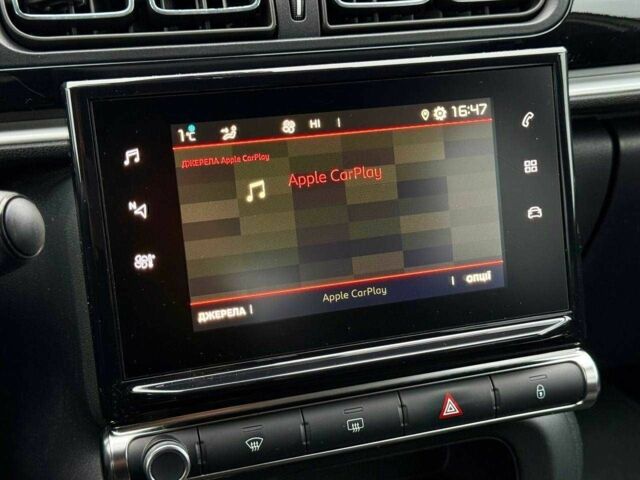 1°C HI 16:47
ДЖЕРЕЛА Apple CarPlay
Apple CarPlay
N
ДЖЕРЕЛА Apple CarPlay ОПЦІЇ